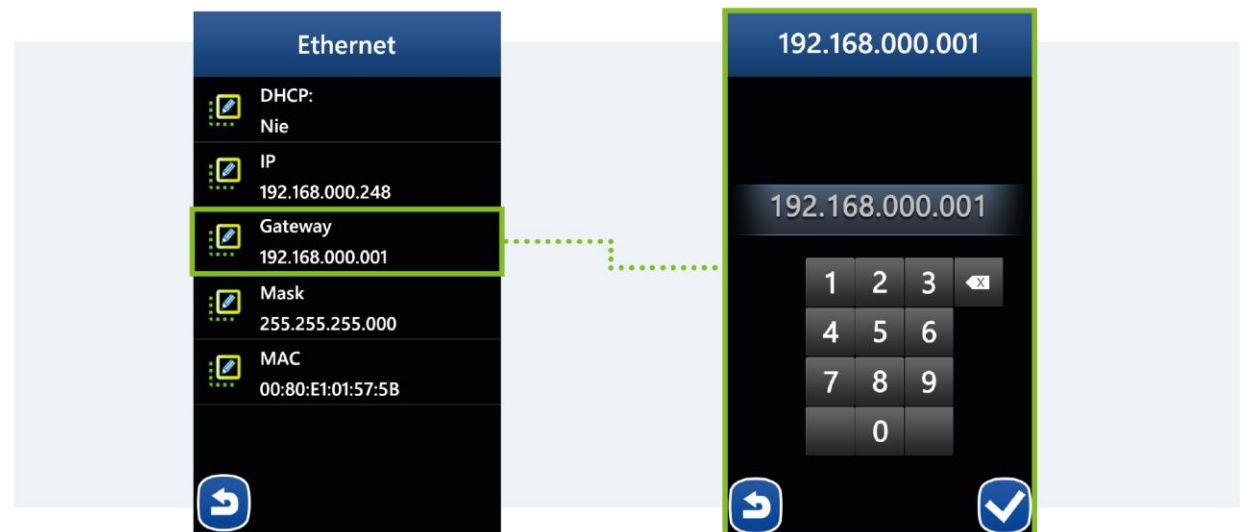 Ethernet
DHCP:
Nie
IP
192.168.000.248
Gateway
192.168.000.001
Mask
255.255.255.000
MAC
00:80:E1:01:57:5B
192.168.000.001
192.168.000.001
1 2 3 x
4 5 6
7 8 9
0